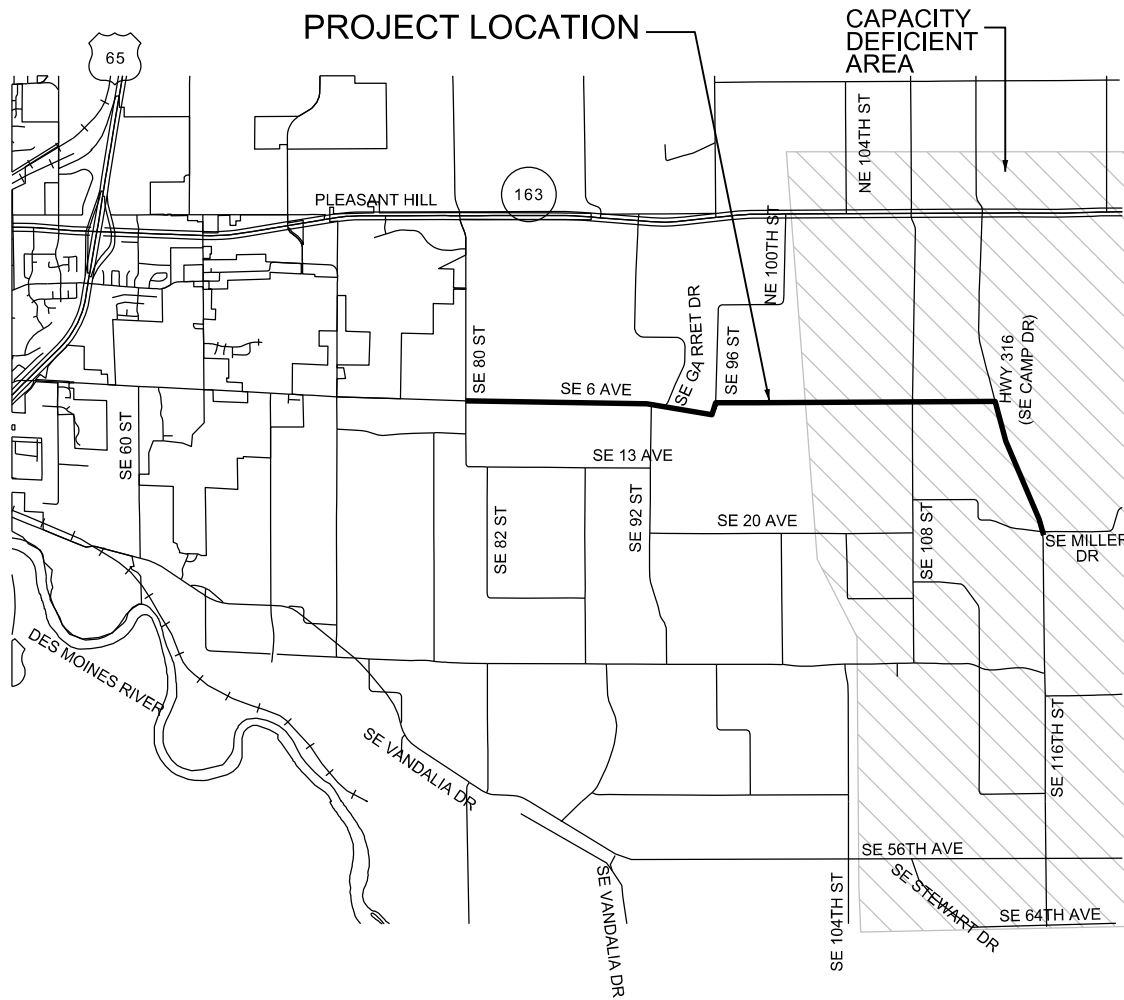 PROJECT LOCATION
CAPACITY
DEFICIENT
AREA
65
NE 104TH ST
163
PLEASANT HILL
NE 100TH ST
SE 80 ST
SE GA RRET DR
SE 96 ST
HWY 316
(SE CAMP DR)
SE 6 AVE
SE 60 ST
SE 13 AVE
SE 82 ST
SE 92 ST
SE 20 AVE
SE 108 ST
SE MILLER
DR
DES MOINES RIVER
SE VANDALIA DR
SE 116TH ST
SE 56TH AVE
SE VANDALIA DR
SE 104TH ST
SE STEWART DR
SE 64TH AVE